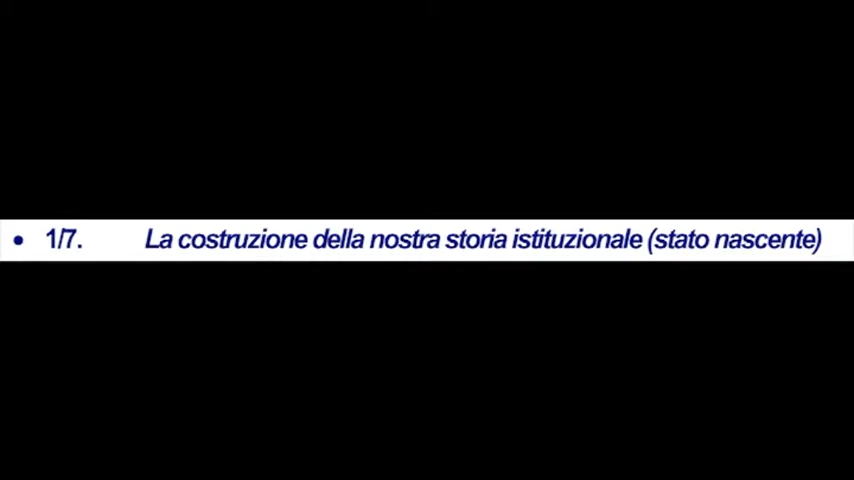 • 1/7. La costruzione della nostra storia istituzionale (stato nascente)